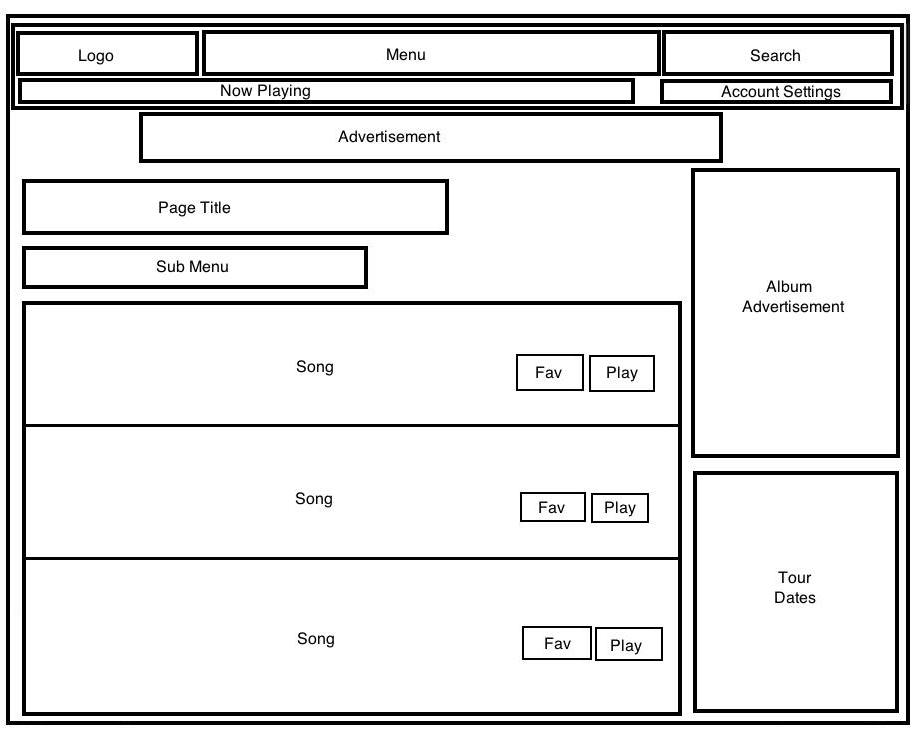 Logo
Menu
Search
Now Playing
Account Settings
Advertisement
Page Title
Sub Menu
Album
Advertisement
Song
Fav
Play
Song
Fav
Play
Tour
Dates
Song
Fav
Play